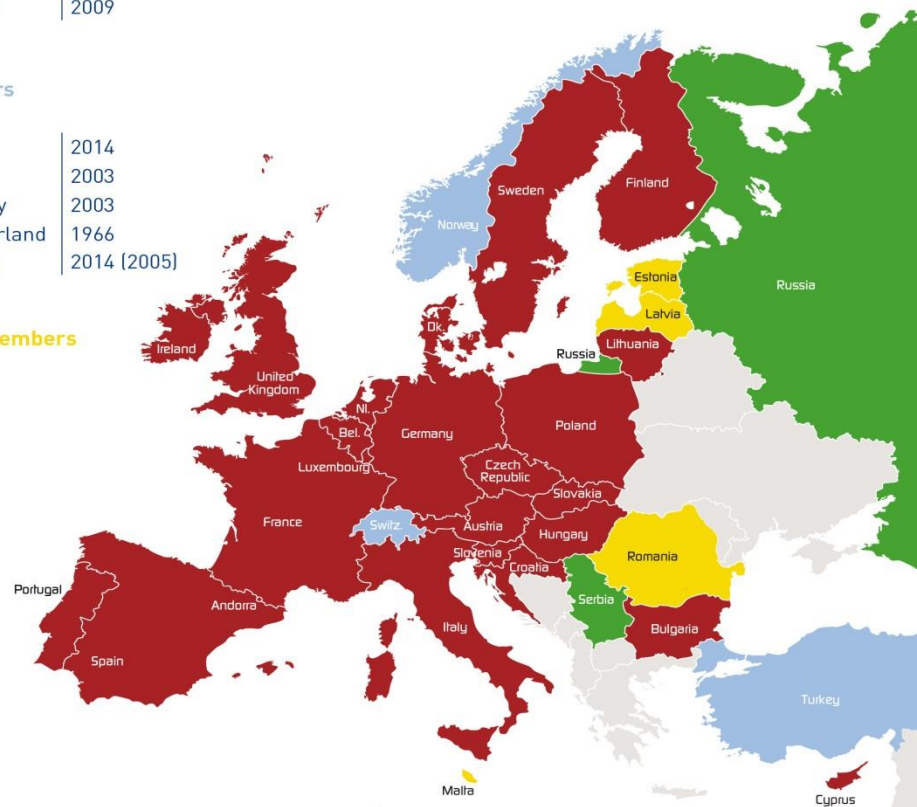 2009
rs
2014
2003
y
2003
rland
1966
2014 (2005)
embers
Sweden
Finland
Norway
Russia
Estonia
Latvia
Dk.
Lithuania
Russia
Ireland
United
Kingdom
Nl.
Bel.
Germany
Poland
Luxembourg
Czech
Republic
Slovakia
France
Switz.
Austria
Hungary
Slovenia
Croatia
Romania
Portugal
Andorra
Serbia
Italy
Bulgaria
Spain
Turkey
Malta
Cyprus